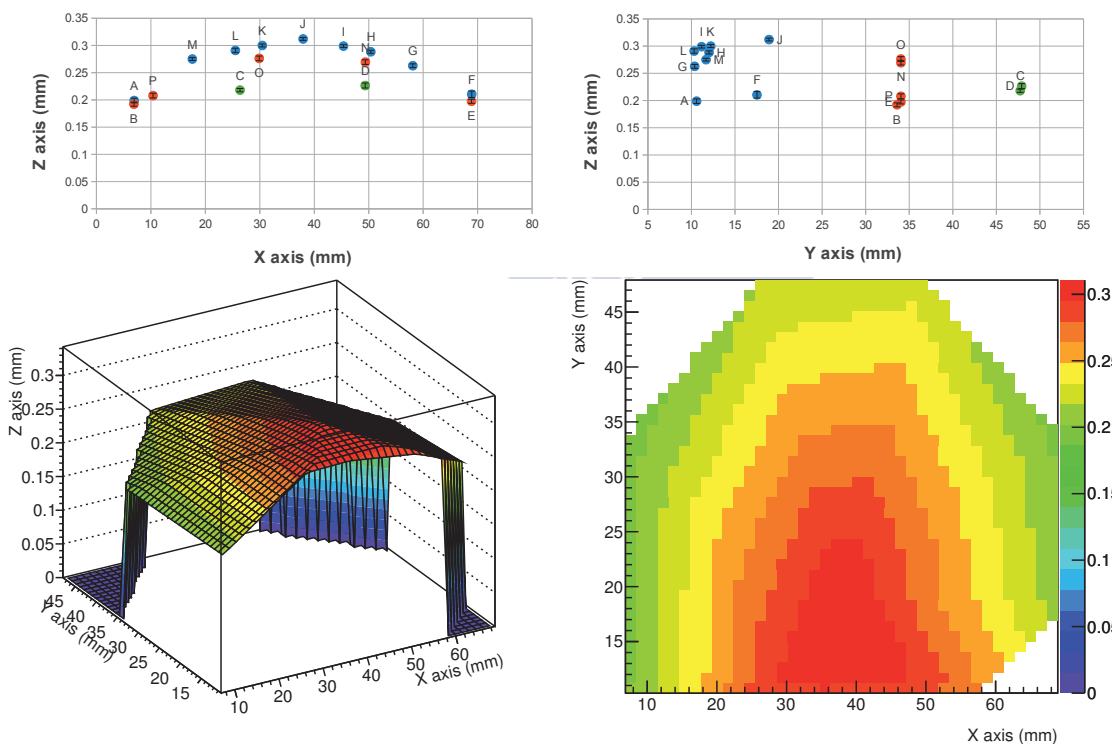 0.35
0.3
0.25
0.2
0.15
0.1
0.05
0
Z axis (mm)
A
B
P
M
L
C
K
O
J
I
N
H
D
G
F
E
0 10 20 30 40 50 60 70 80
X axis (mm)
0.35
0.3
0.25
0.2
0.15
0.1
0.05
0
Z axis (mm)
I K
L
H
M
G
A
F
J
O
N
P
E
B
C
D
5 10 15 20 25 30 35 40 45 50 55
Y axis (mm)
Z axis (mm)
0.3
0.25
0.2
0.15
0.1
0.05
0
45
40
35
30
25
20
15
Y axis (mm)
10 20 30 40 50 60
X axis (mm)
Y axis (mm)
45
40
35
30
25
20
15
10 20 30 40 50 60
X axis (mm)
0.3
0.25
0.2
0.15
0.1
0.05
0